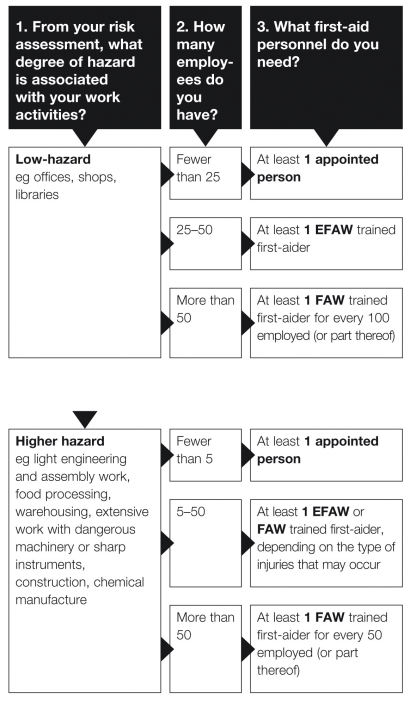 1. From your risk
assessment, what
degree of hazard
is associated
with your work
activities?
2. How
many
employ-
ees do
you
have?
3. What first-aid
personnel do you
need?
Low-hazard
eg offices, shops,
libraries
Fewer
than 25
At least 1 appointed
person
25–50
At least 1 EFAW trained
first-aider
More than
50
At least 1 FAW trained
first-aider for every 100
employed (or part thereof)
Higher hazard
eg light engineering
and assembly work,
food processing,
warehousing, extensive
work with dangerous
machinery or sharp
instruments,
construction, chemical
manufacture
Fewer
than 5
At least 1 appointed
person
5–50
At least 1 EFAW or
FAW trained first-aider,
depending on the type of
injuries that may occur
More than
50
At least 1 FAW trained
first-aider for every 50
employed (or part
thereof)